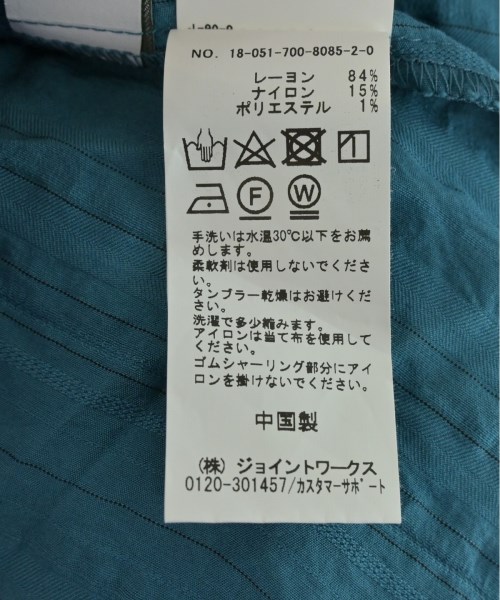 NO. 18-051-700-8085-2-0
レーヨン 84%
ナイロン 15%
ポリエステル 1%
F
W
手洗いは水温30℃以下をお薦
めします。
柔軟剤は使用しないでくださ
い。
タンブラー乾燥はお避けくださ
い。
洗濯で多少縮みます。
アイロンは当て布を使用して
ください。
ゴムシャーリング部分にアイ
ロンを掛けないでください。
中国製
(株) ジョイントワークス
0120-301457/カスタマーサポート